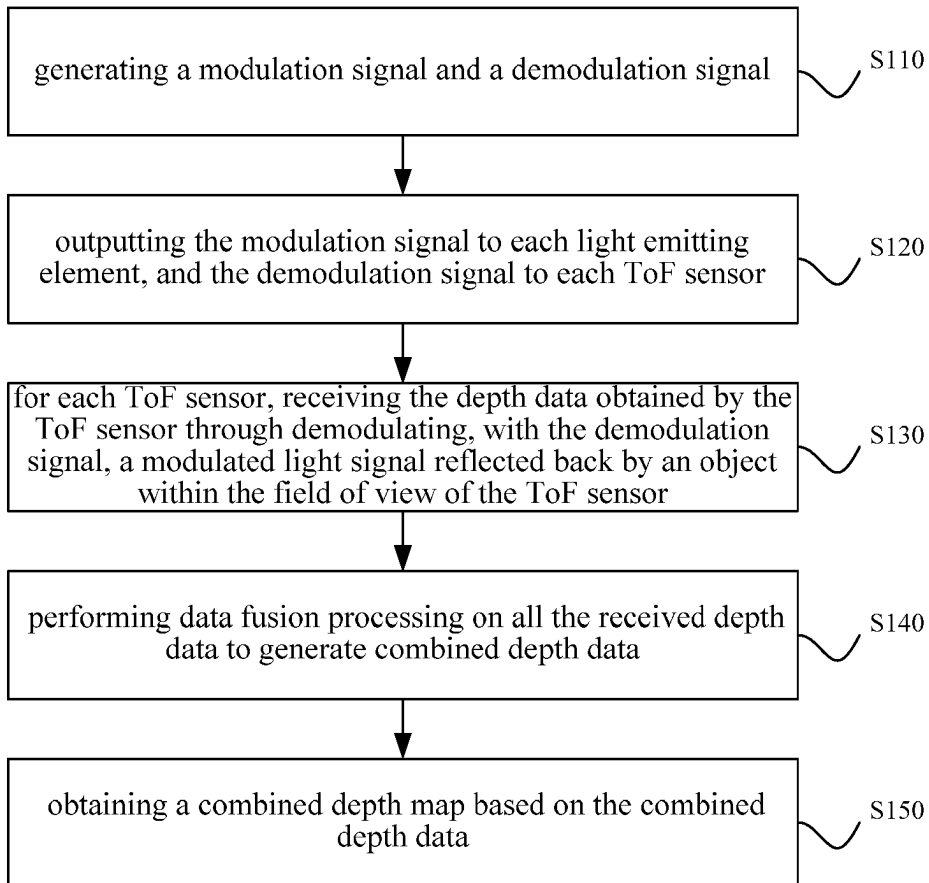 generating a modulation signal and a demodulation signal
S110
outputting the modulation signal to each light emitting
element, and the demodulation signal to each ToF sensor
S120
for each ToF sensor, receiving the depth data obtained by the
ToF sensor through demodulating, with the demodulation
signal, a modulated light signal reflected back by an object
within the field of view of the ToF sensor
S130
performing data fusion processing on all the received depth
data to generate combined depth data
S140
obtaining a combined depth map based on the combined
depth data
S150